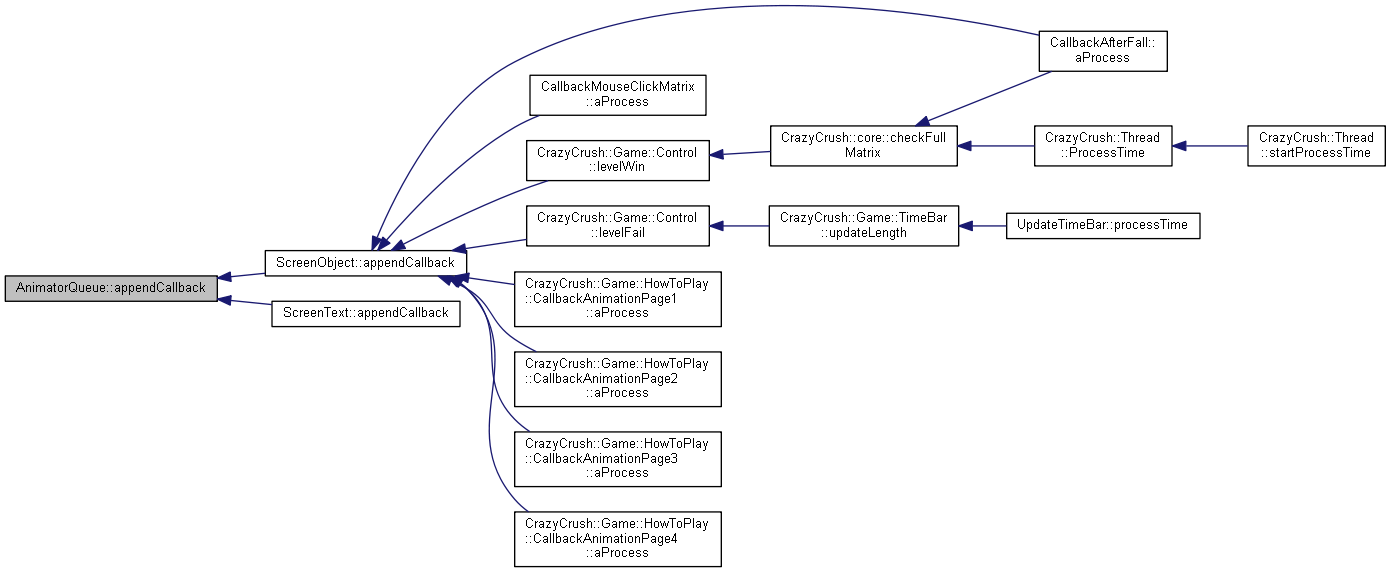 AnimatorQueue::appendCallback
ScreenObject::appendCallback
ScreenText::appendCallback
CallbackMouseClickMatrix
::aProcess
CrazyCrush::Game::Control
::levelWin
CrazyCrush::Game::Control
::levelFail
CrazyCrush::Game::HowToPlay
::CallbackAnimationPage1
::aProcess
CrazyCrush::Game::HowToPlay
::CallbackAnimationPage2
::aProcess
CrazyCrush::Game::HowToPlay
::CallbackAnimationPage3
::aProcess
CrazyCrush::Game::HowToPlay
::CallbackAnimationPage4
::aProcess
CrazyCrush::core::checkFull
Matrix
CrazyCrush::Game::TimeBar
::updateLength
CallbackAfterFall::
aProcess
CrazyCrush::Thread
::ProcessTime
UpdateTimeBar::processTime
CrazyCrush::Thread
::startProcessTime